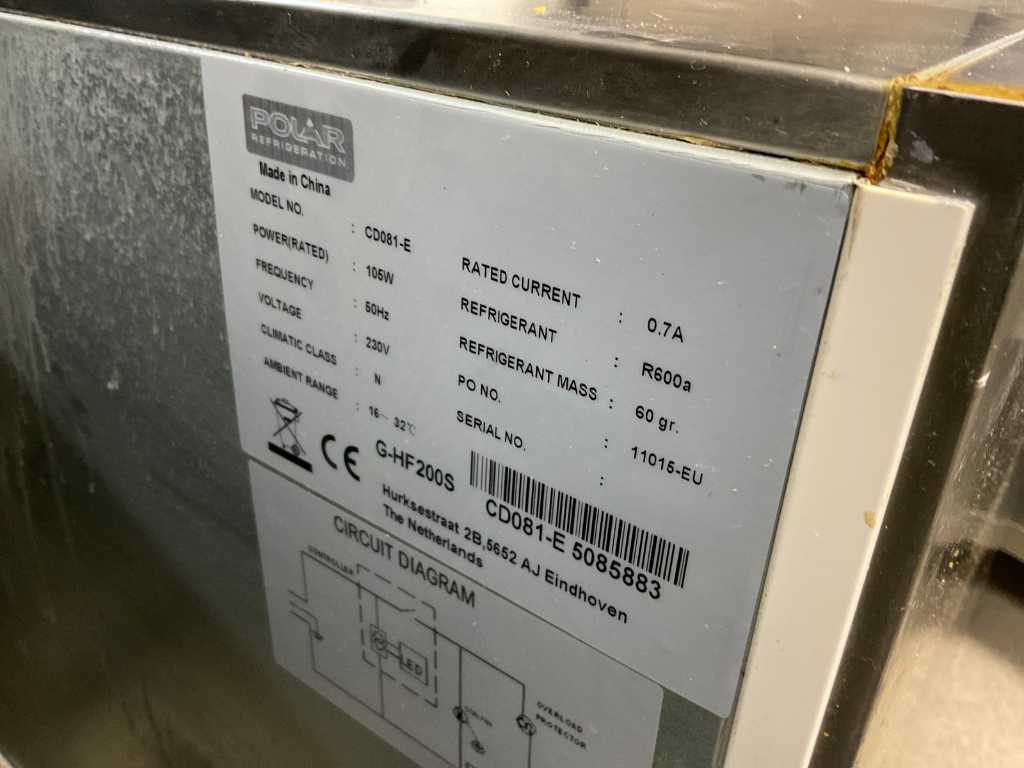 POLAR
REFRIGERATION
Made in China
MODEL NO. : CD081-E
POWER(RATED) : 105W
FREQUENCY : 50Hz
VOLTAGE : 230V
CLIMATIC CLASS : N
AMBIENT RANGE : 16~32℃
RATED CURRENT : 0.7A
REFRIGERANT : R600a
REFRIGERANT MASS : 60 gr.
PO NO. : 11015-EU
SERIAL NO. :
CE
G-HF200S
CD081-E 5085883
Hurksestraat 2B,5652 AJ Eindhoven
The Netherlands
CIRCUIT DIAGRAM
CONTROLLER
LED
OVERLOAD
PROTECTOR